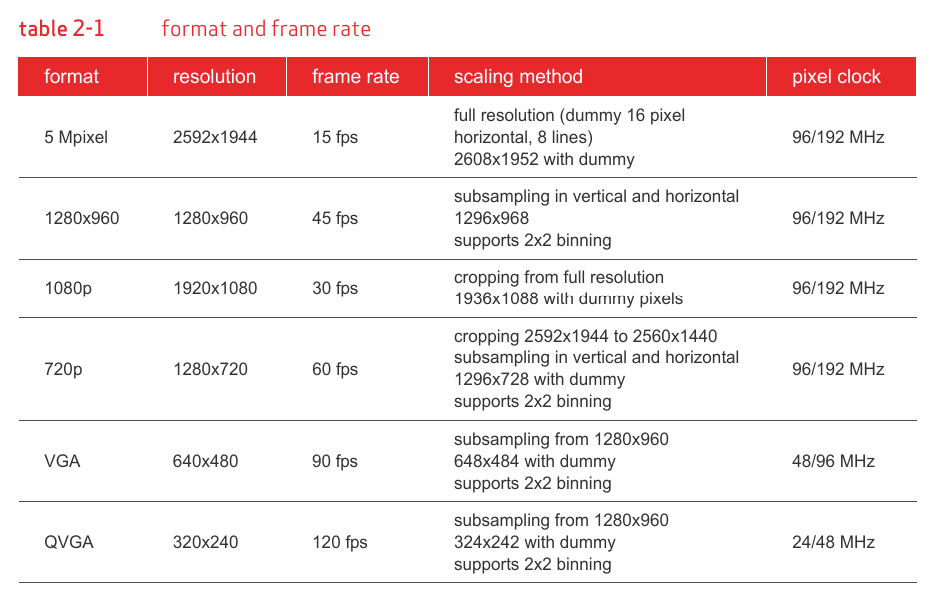 table 2-1 format and frame rate
format resolution frame rate scaling method pixel clock
5 Mpixel 2592x1944 15 fps full resolution (dummy 16 pixel
horizontal, 8 lines)
2608x1952 with dummy 96/192 MHz
1280x960 1280x960 45 fps subsampling in vertical and horizontal
1296x968
supports 2x2 binning 96/192 MHz
1080p 1920x1080 30 fps cropping from full resolution
1936x1088 with dummy pixels 96/192 MHz
720p 1280x720 60 fps cropping 2592x1944 to 2560x1440
subsampling in vertical and horizontal
1296x728 with dummy
supports 2x2 binning 96/192 MHz
VGA 640x480 90 fps subsampling from 1280x960
648x484 with dummy
supports 2x2 binning 48/96 MHz
QVGA 320x240 120 fps subsampling from 1280x960
324x242 with dummy
supports 2x2 binning 24/48 MHz